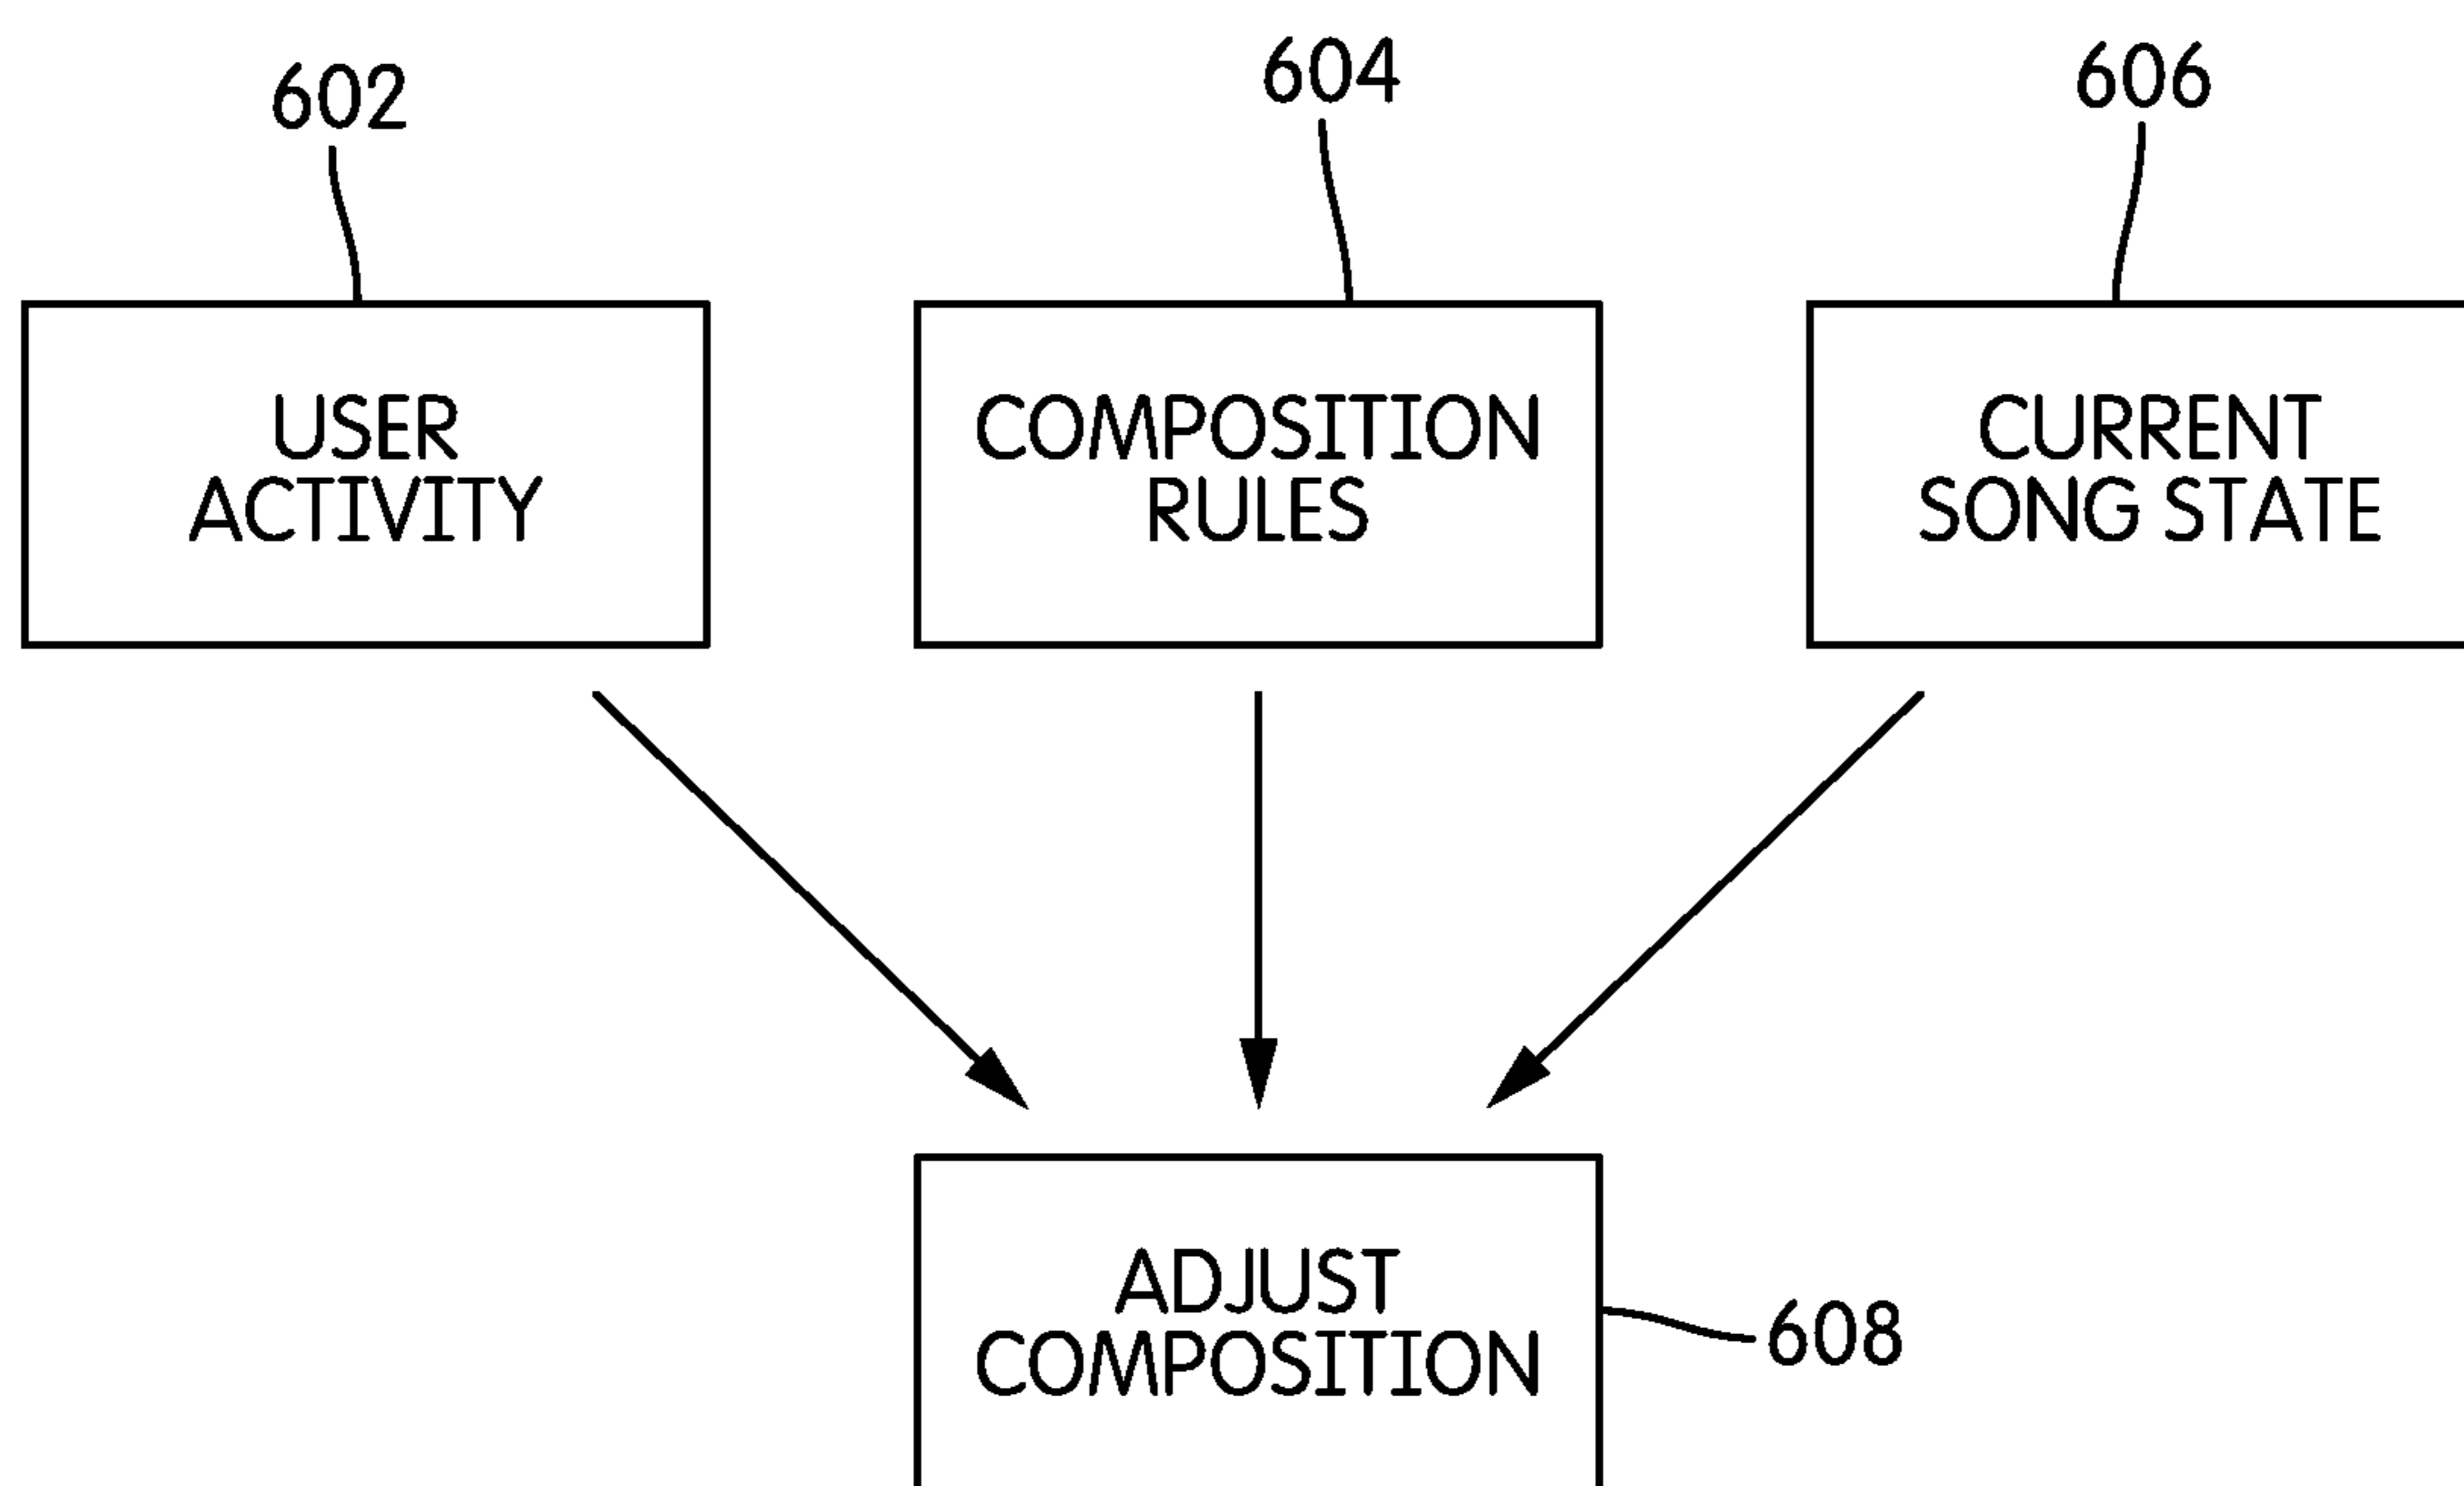 602
604
606
USER
ACTIVITY
COMPOSITION
RULES
CURRENT
SONG STATE
ADJUST
COMPOSITION
608